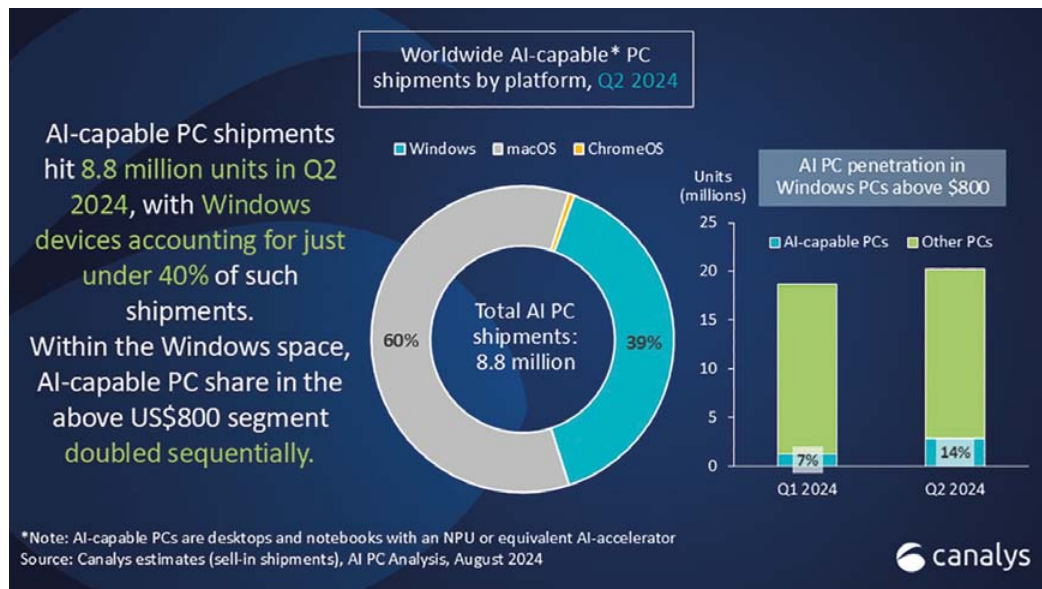 Worldwide AI-capable* PC
shipments by platform, Q2 2024
AI-capable PC shipments
hit 8.8 million units in Q2
2024, with Windows
devices accounting for just
under 40% of such
shipments.
Within the Windows space,
AI-capable PC share in the
above US$800 segment
doubled sequentially.
Windows macOS ChromeOS
60%
Total AI PC
shipments:
8.8 million
39%
AI PC penetration in
Windows PCs above $800
Units
(millions)
AI-capable PCs Other PCs
25
20
15
10
5
0
7%
14%
Q1 2024 Q2 2024
*Note: AI-capable PCs are desktops and notebooks with an NPU or equivalent AI-accelerator
Source: Canalys estimates (sell-in shipments), AI PC Analysis, August 2024
canalys